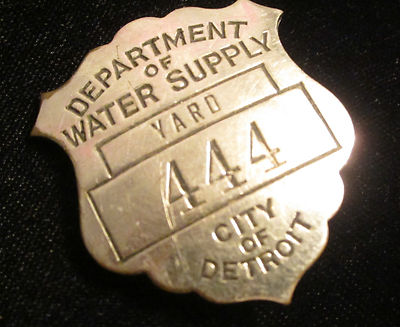 DEPARTMENT
OF
WATER SUPPLY
YARD
444
CITY
OF
DETROIT